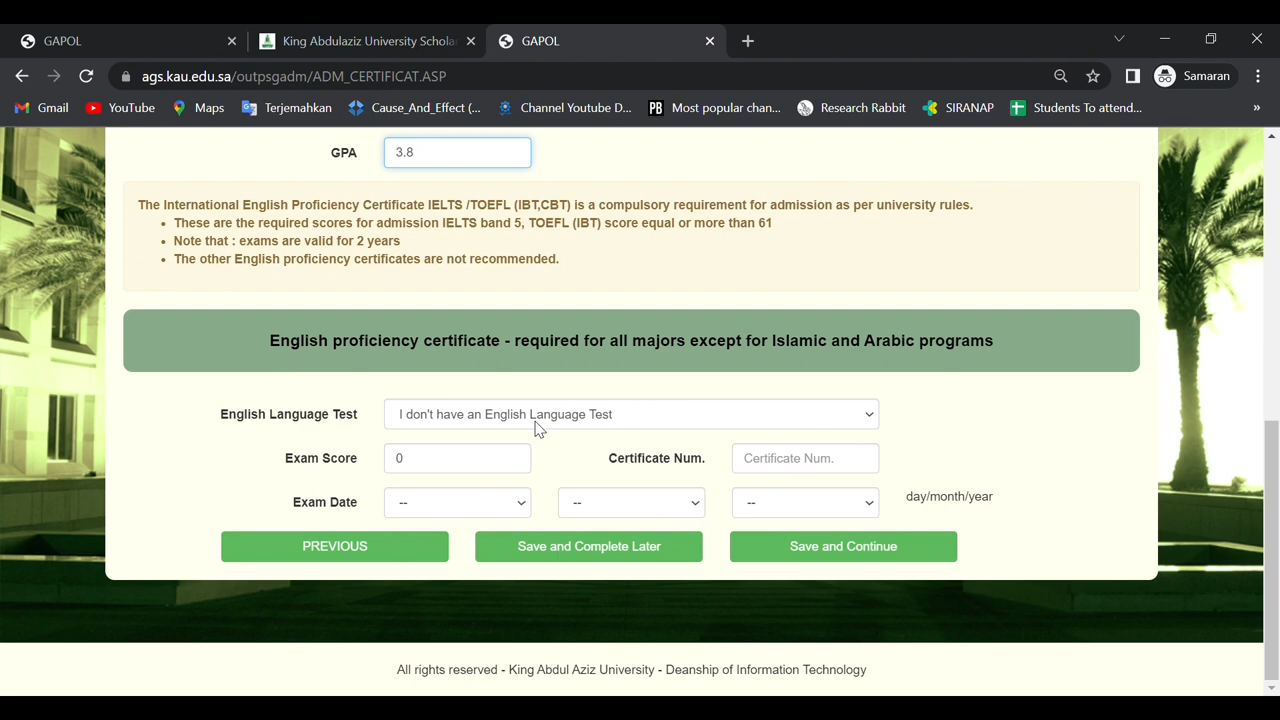 GAPOL
King Abdulaziz University Schola
GAPOL
ags.kau.edu.sa/outpsgadm/ADM_CERTIFICAT.ASP
Samaran
Gmail
YouTube
Maps
Terjemahkan
Cause_And_Effect (...
Channel Youtube D...
PB Most popular chan...
Research Rabbit
SIRANAP
Students To attend...
»
GPA 3.8
The International English Proficiency Certificate IELTS /TOEFL (IBT,CBT) is a compulsory requirement for admission as per university rules.
• These are the required scores for admission IELTS band 5, TOEFL (IBT) score equal or more than 61
• Note that : exams are valid for 2 years
• The other English proficiency certificates are not recommended.
English proficiency certificate - required for all majors except for Islamic and Arabic programs
English Language Test I don't have an English Language Test
Exam Score 0 Certificate Num. Certificate Num.
Exam Date -- -- -- day/month/year
PREVIOUS Save and Complete Later Save and Continue
All rights reserved - King Abdul Aziz University - Deanship of Information Technology